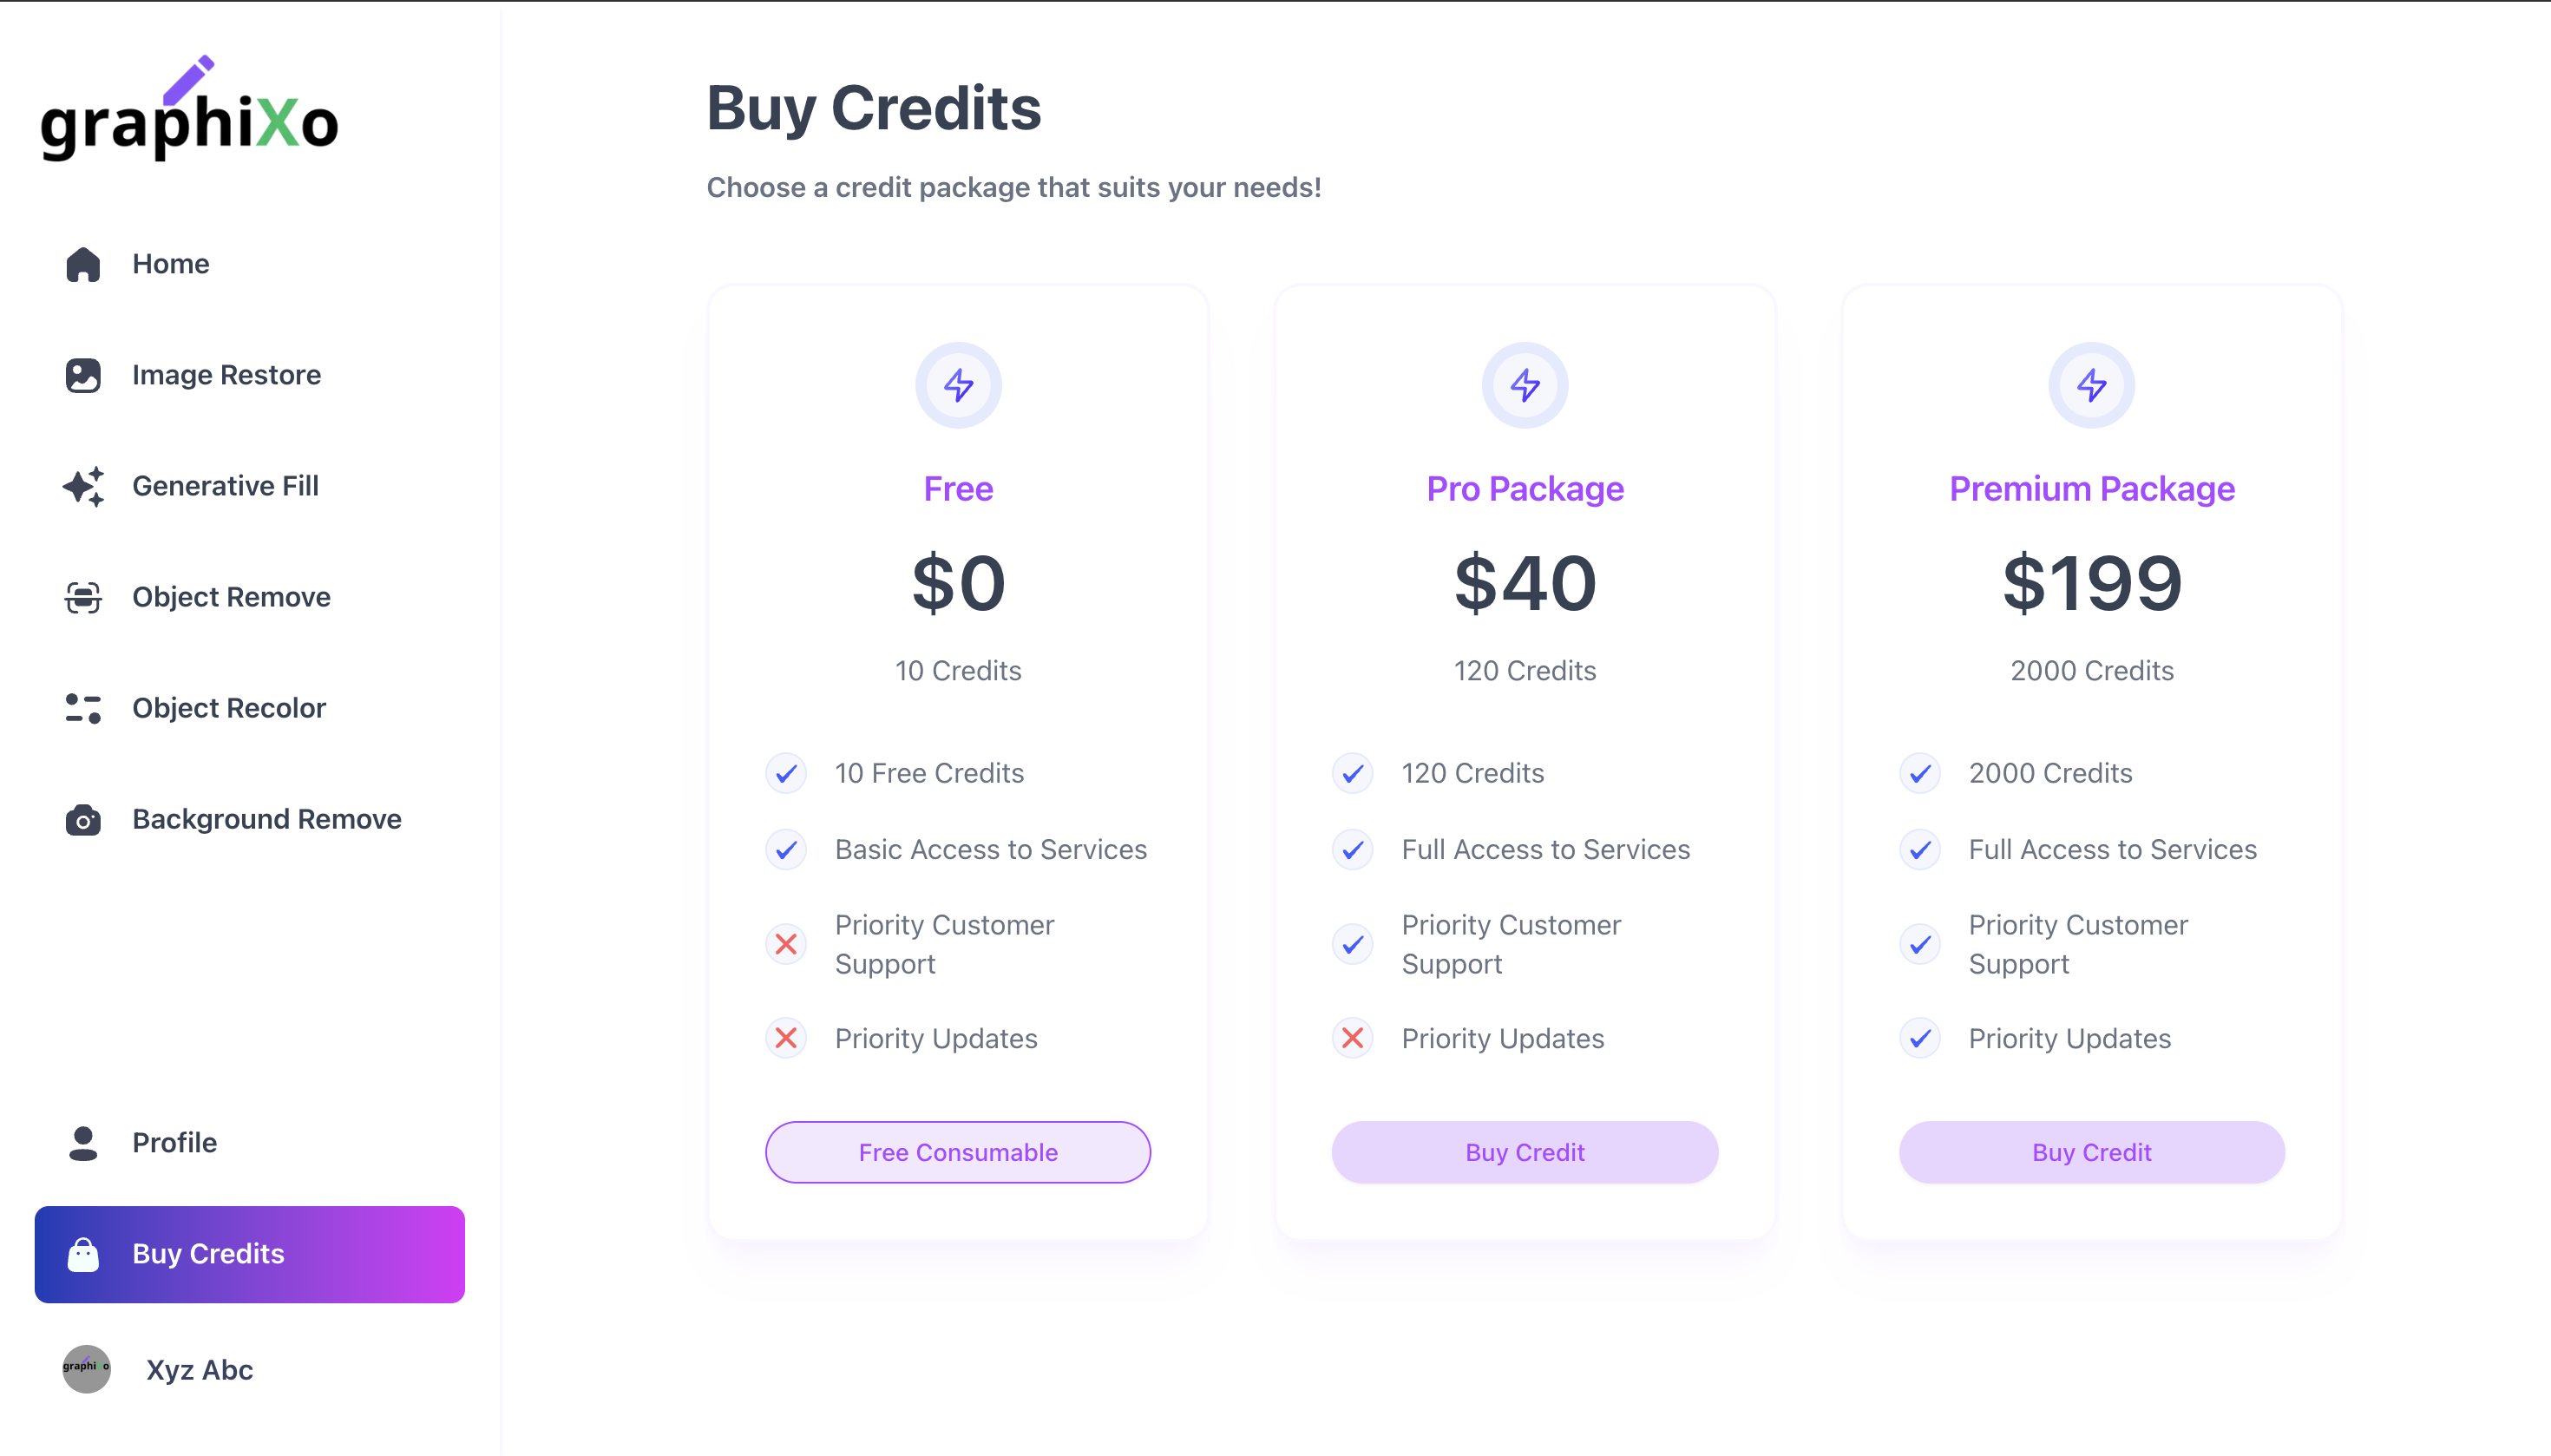 graphiXo
Home
Image Restore
Generative Fill
Object Remove
Object Recolor
Background Remove
Profile
Buy Credits
graphiXo
Xyz Abc
Buy Credits
Choose a credit package that suits your needs!
Free
$0
10 Credits
10 Free Credits
Basic Access to Services
Priority Customer
Support
Priority Updates
Free Consumable
Pro Package
$40
120 Credits
120 Credits
Full Access to Services
Priority Customer
Support
Priority Updates
Buy Credit
Premium Package
$199
2000 Credits
2000 Credits
Full Access to Services
Priority Customer
Support
Priority Updates
Buy Credit